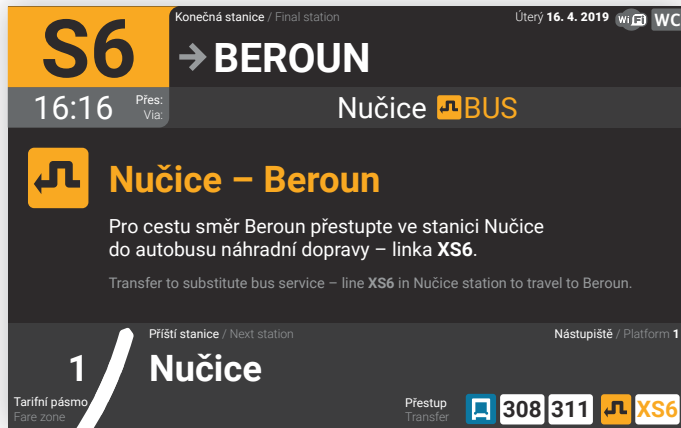 S6
Konečná stanice / Final station
Úterý 16. 4. 2019
WiFi WC
→ BEROUN
16:16
Přes:
Via:
Nučice BUS
Nučice – Beroun
Pro cestu směr Beroun přestupte ve stanici Nučice
do autobusu náhradní dopravy – linka XS6.
Transfer to substitute bus service – line XS6 in Nučice station to travel to Beroun.
Příští stanice / Next station
Nástupiště / Platform 1
1
Nučice
Tarifní pásmo
Fare zone
Přestup
Transfer
308 311 XS6